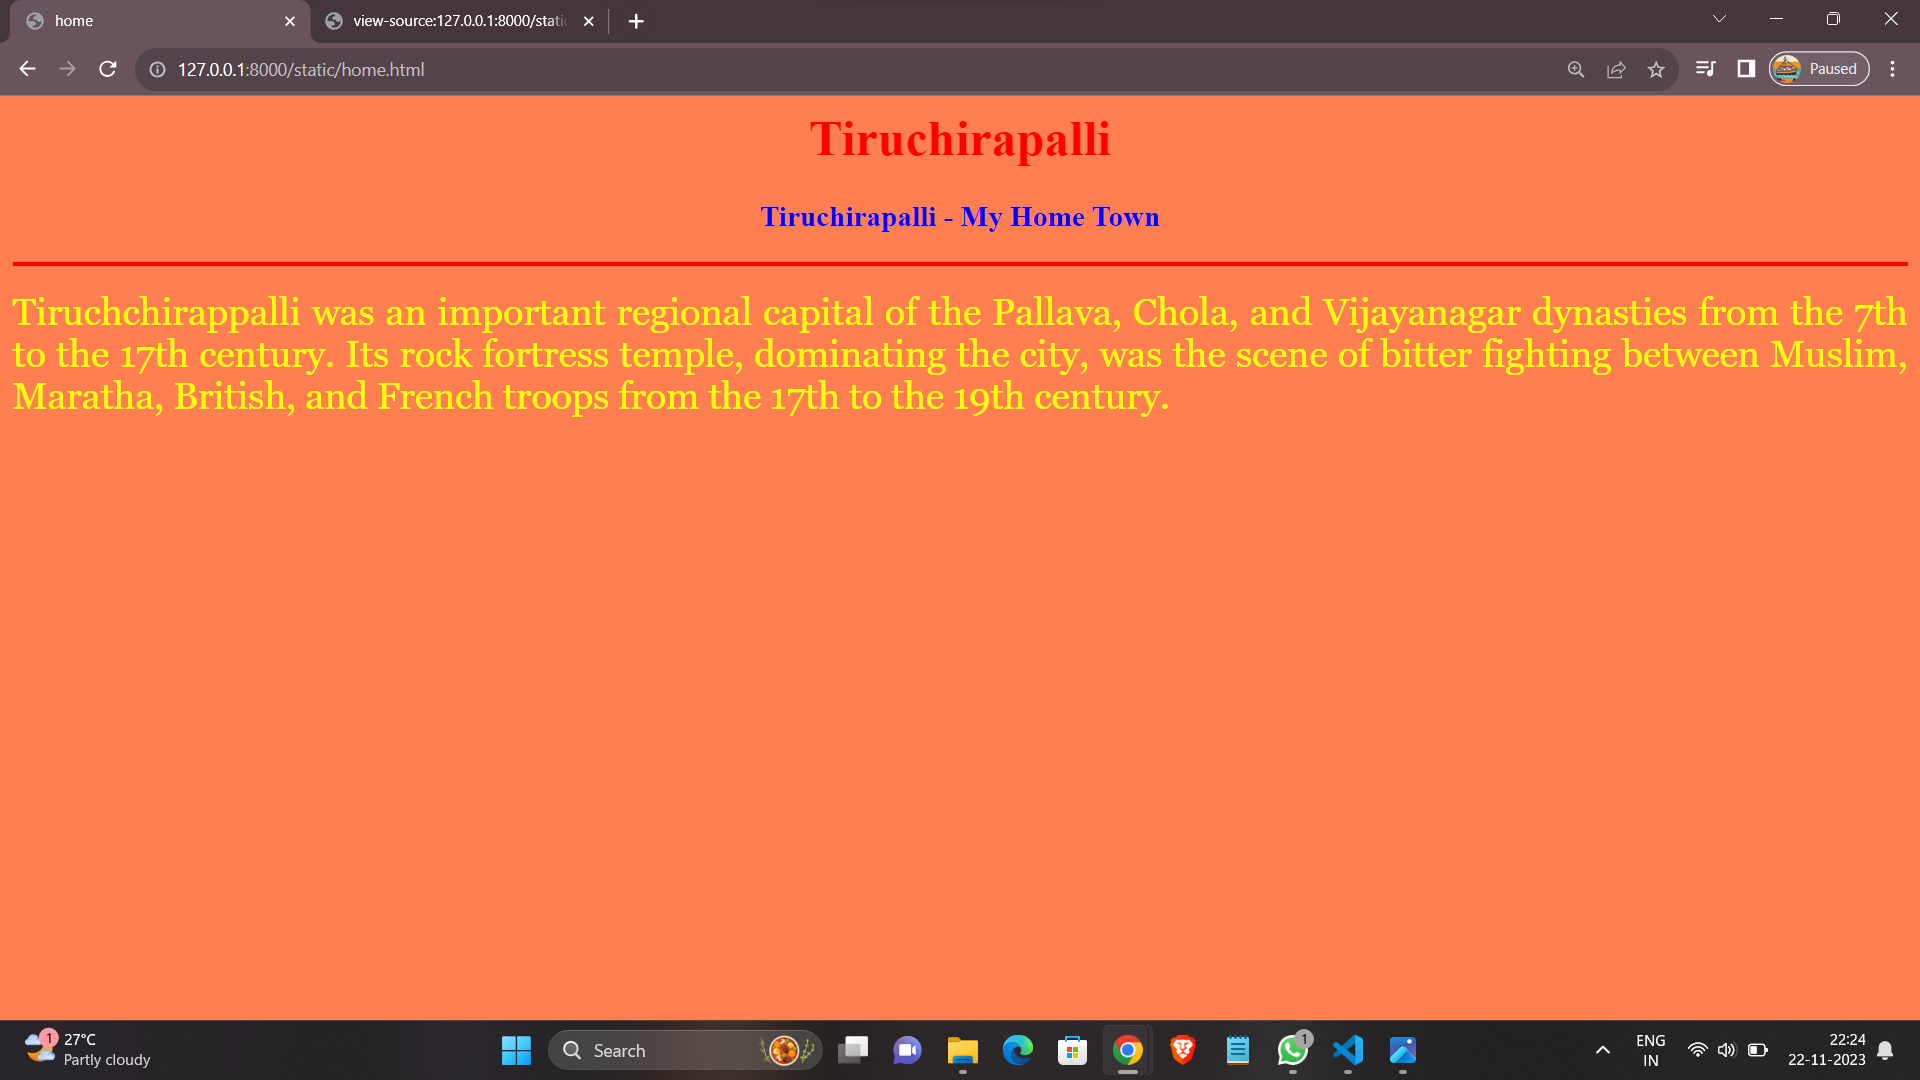 home
view-source:127.0.0.1:8000/stati
127.0.0.1:8000/static/home.html
Paused
Tiruchirapalli
Tiruchirapalli - My Home Town
Tiruchchirappalli was an important regional capital of the Pallava, Chola, and Vijayanagar dynasties from the 7th
to the 17th century. Its rock fortress temple, dominating the city, was the scene of bitter fighting between Muslim,
Maratha, British, and French troops from the 17th to the 19th century.
1
27°C
Partly cloudy
Search
1
ENG
IN
22:24
22-11-2023